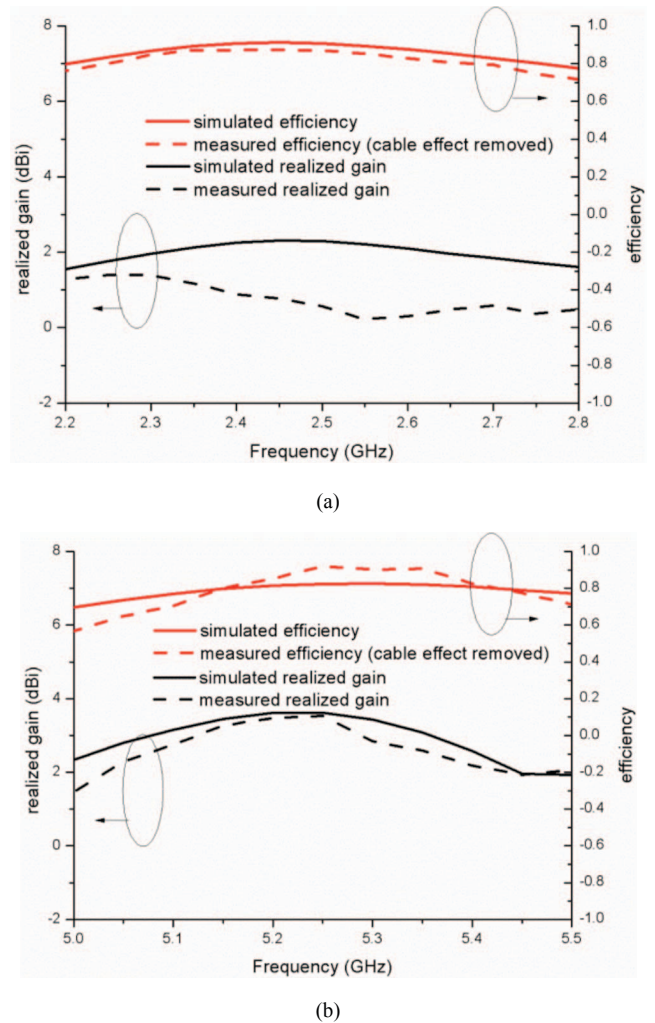 8
6
4
2
0
-2
realized gain (dBi)
simulated efficiency
measured efficiency (cable effect removed)
simulated realized gain
measured realized gain
1.0
0.8
0.6
0.4
0.2
0.0
-0.2
-0.4
-0.6
-0.8
-1.0
efficiency
2.2 2.3 2.4 2.5 2.6 2.7 2.8
Frequency (GHz)
(a)
8
6
4
2
0
-2
realized gain (dBi)
simulated efficiency
measured efficiency (cable effect removed)
simulated realized gain
measured realized gain
1.0
0.8
0.6
0.4
0.2
0.0
-0.2
-0.4
-0.6
-0.8
-1.0
efficiency
5.0 5.1 5.2 5.3 5.4 5.5
Frequency (GHz)
(b)